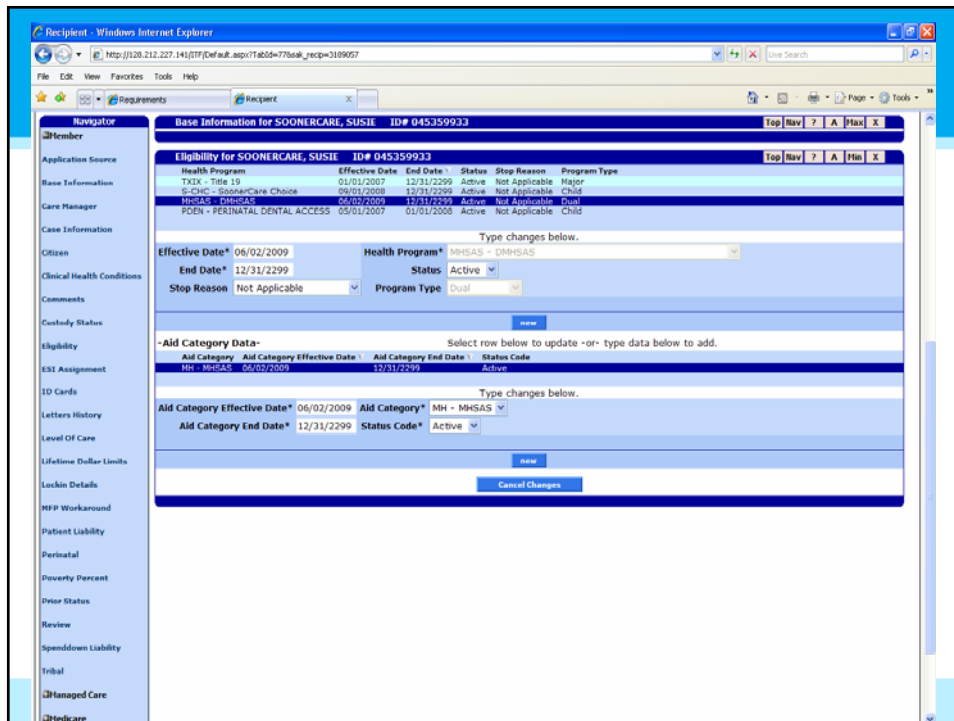 Recipient - Windows Internet Explorer
http://128.212.227.141/ITF/Default.aspx?TabId=77&sak_recip=3189057
Live Search
File Edit View Favorites Tools Help
Requirements Recipient X Page Tools
Navigator
Member
Application Source
Base Information
Care Manager
Case Information
Citizen
Clinical Health Conditions
Comments
Custody Status
Eligibility
ESI Assignment
ID Cards
Letters History
Level Of Care
Lifetime Dollar Limits
Lockin Details
MFP Workaround
Patient Liability
Perinatal
Poverty Percent
Prior Status
Review
Spenddown Liability
Tribal
Managed Care
Medicare
Base Information for SOONERCARE, SUSIE ID# 045359933 Top Nav ? A Max X
Eligibility for SOONERCARE, SUSIE ID# 045359933 Top Nav ? A Min X
Health Program Effective Date End Date Status Stop Reason Program Type
TXIX - Title 19 01/01/2007 12/31/2299 Active Not Applicable Major
S-CHC - SoonerCare Choice 09/01/2008 12/31/2299 Active Not Applicable Child
MHSAS - DMHSAS 06/02/2009 12/31/2299 Active Not Applicable Dual
PDEN - PERINATAL DENTAL ACCESS 05/01/2007 01/01/2008 Active Not Applicable Child
Type changes below.
Effective Date* 06/02/2009 Health Program* MHSAS - DMHSAS
End Date* 12/31/2299 Status Active
Stop Reason Not Applicable Program Type Dual
new
-Aid Category Data- Select row below to update -or- type data below to add.
Aid Category Aid Category Effective Date Aid Category End Date Status Code
MH - MHSAS 06/02/2009 12/31/2299 Active
Type changes below.
Aid Category Effective Date* 06/02/2009 Aid Category* MH - MHSAS
Aid Category End Date* 12/31/2299 Status Code* Active
new
Cancel Changes